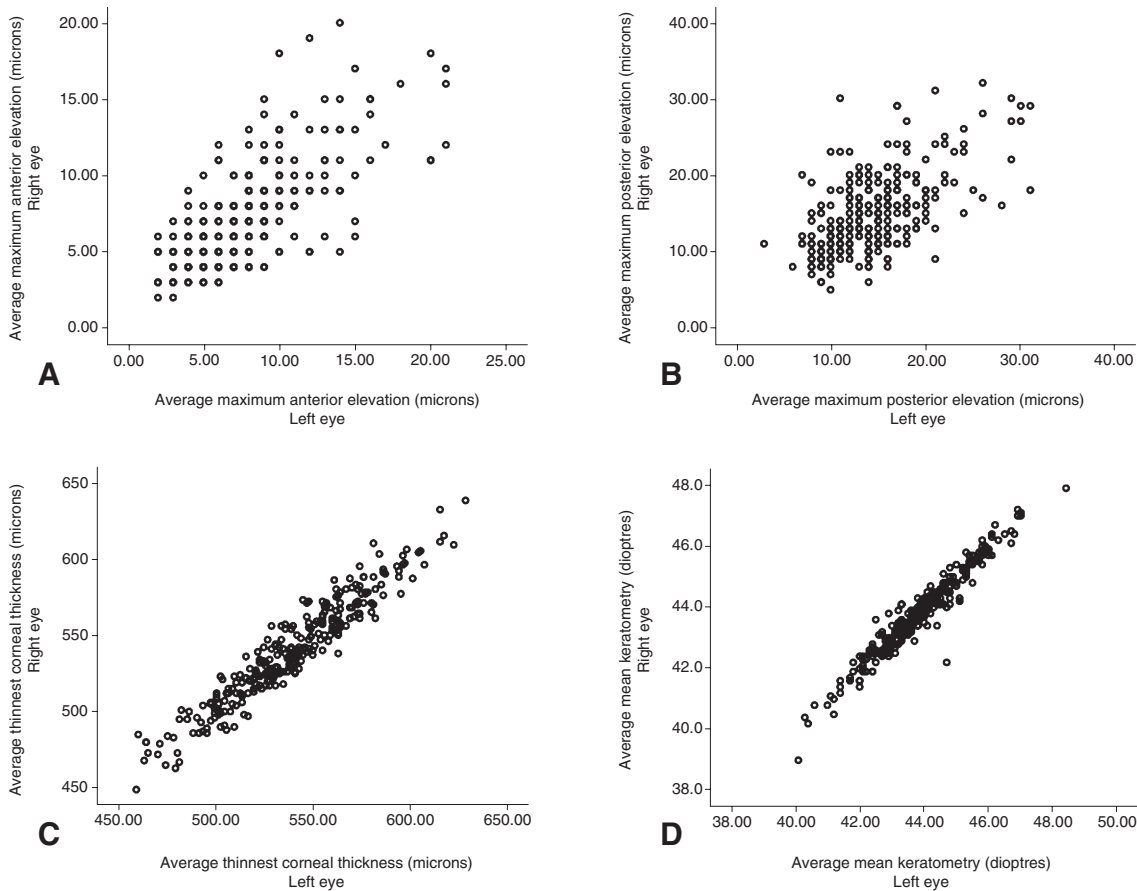 Average maximum anterior elevation (microns)
Right eye
20.00
15.00
10.00
5.00
0.00
0.00 5.00 10.00 15.00 20.00 25.00
A
Average maximum anterior elevation (microns)
Left eye
Average maximum posterior elevation (microns)
Right eye
40.00
30.00
20.00
10.00
0.00
0.00 10.00 20.00 30.00 40.00
B
Average maximum posterior elevation (microns)
Left eye
Average thinnest corneal thickness (microns)
Right eye
650
600
550
500
450
450.00 500.00 550.00 600.00 650.00
C
Average thinnest corneal thickness (microns)
Left eye
Average mean keratometry (dioptres)
Right eye
48.0
46.0
44.0
42.0
40.0
38.0
38.00 40.00 42.00 44.00 46.00 48.00 50.00
D
Average mean keratometry (dioptres)
Left eye